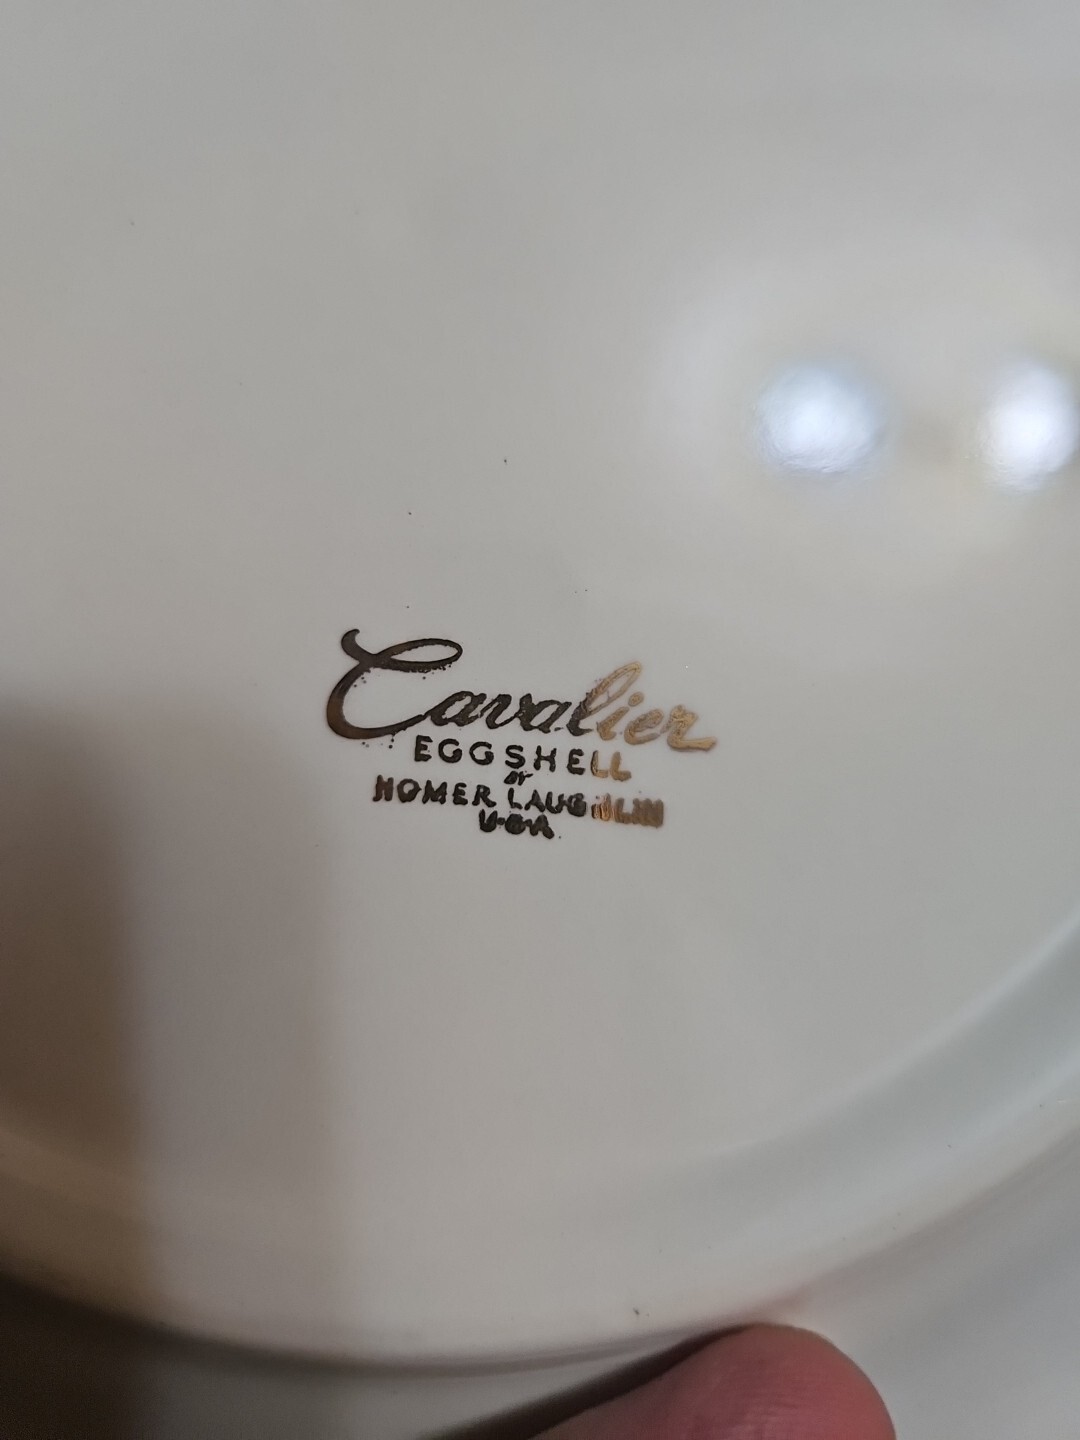 Cavalier
EGGSHELL
BY
HOMER LAUGHLIN
U.S.A.